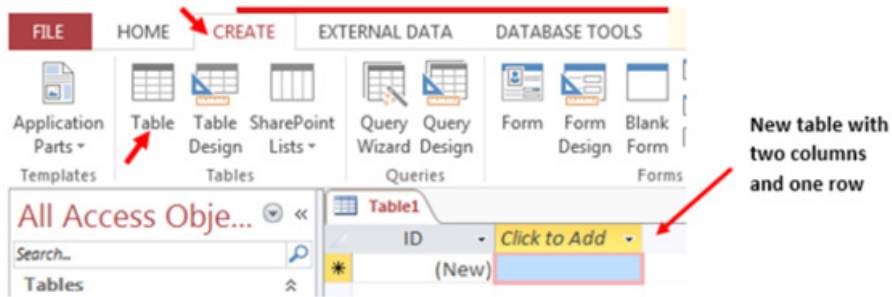 FILE HOME CREATE EXTERNAL DATA DATABASE TOOLS
Application Parts
Table
Table Design
SharePoint Lists
Query Wizard
Query Design
Form
Form Design
Blank Form
Templates Tables Queries Forms
New table with
two columns
and one row
All Access Obje...
Table1
Search...
ID Click to Add
Tables
(New)